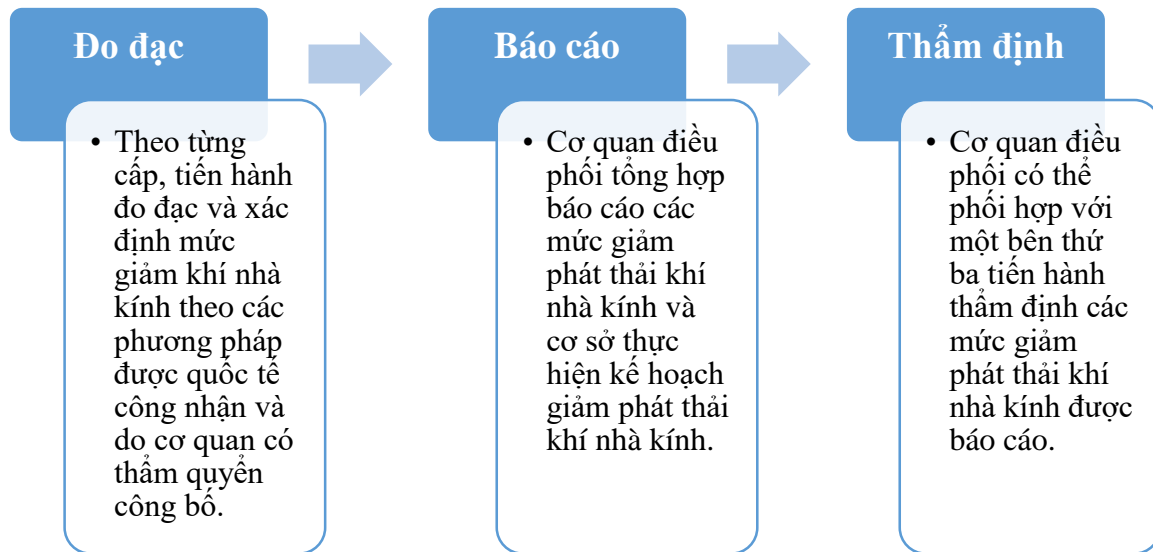 Đo đạc
• Theo từng
cấp, tiến hành
đo đạc và xác
định mức
giảm khí nhà
kính theo các
phương pháp
được quốc tế
công nhận và
do cơ quan có
thẩm quyển
công bố.
Báo cáo
• Cơ quan điều
phối tổng hợp
báo cáo các
mức giảm
phát thải khí
nhà kính và
cơ sở thực
hiện kế hoạch
giảm phát thải
khí nhà kính.
Thẩm định
• Cơ quan điều
phối có thể
phối hợp với
một bên thứ
ba tiến hành
thẩm định các
mức giảm
phát thải khí
nhà kính được
báo cáo.